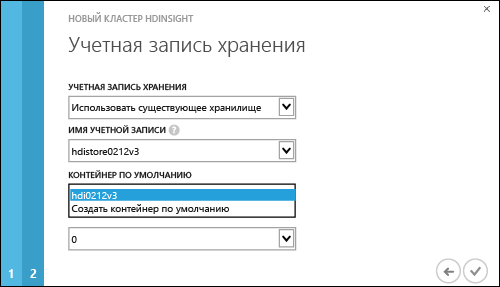 НОВЫЙ КЛАСТЕР HDINSIGHT
Учетная запись хранения
УЧЕТНАЯ ЗАПИСЬ ХРАНЕНИЯ
Использовать существующее хранилище
ИМЯ УЧЕТНОЙ ЗАПИСИ ?
hdistore0212v3
КОНТЕЙНЕР ПО УМОЛЧАНИЮ
hdi0212v3
Создать контейнер по умолчанию
0
1 2